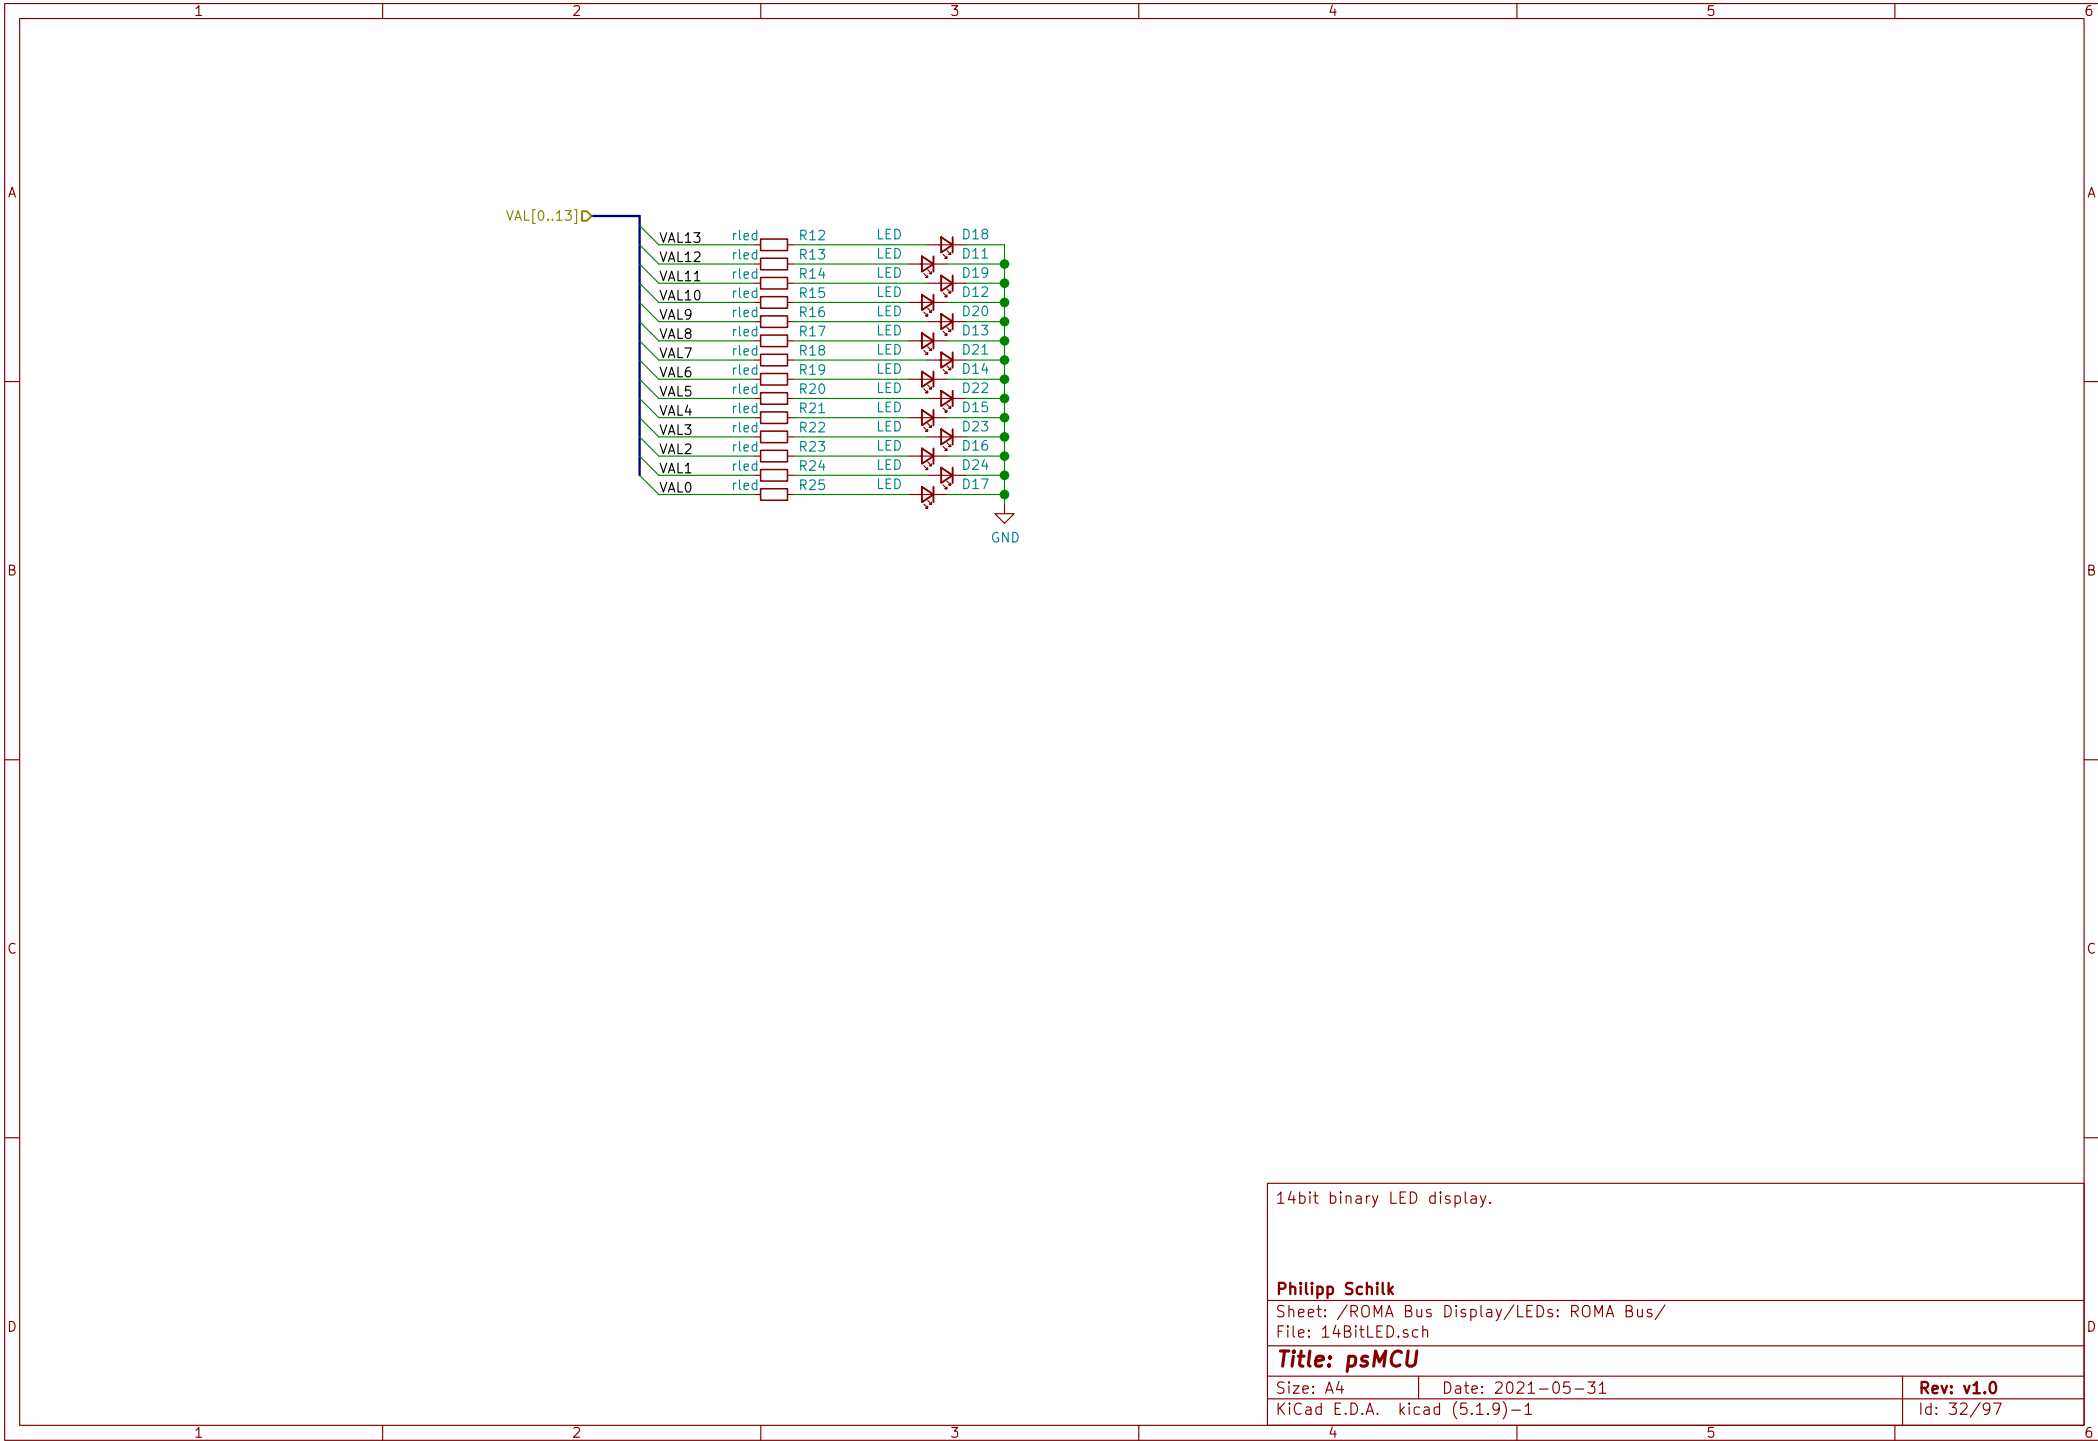 1 2 3 4 5 6
A A
VAL[0..13]
VAL13 rled R12 LED D18
VAL12 rled R13 LED D11
VAL11 rled R14 LED D19
VAL10 rled R15 LED D12
VAL9 rled R16 LED D20
VAL8 rled R17 LED D13
VAL7 rled R18 LED D21
VAL6 rled R19 LED D14
VAL5 rled R20 LED D22
VAL4 rled R21 LED D15
VAL3 rled R22 LED D23
VAL2 rled R23 LED D16
VAL1 rled R24 LED D24
VAL0 rled R25 LED D17
GND
B B
C C
14bit binary LED display.
Philipp Schilk
Sheet: /ROMA Bus Display/LEDs: ROMA Bus/
D D
File: 14BitLED.sch
Title: psMCU
Size: A4 Date: 2021-05-31 Rev: v1.0
KiCad E.D.A. kicad (5.1.9)-1 Id: 32/97
1 2 3 4 5 6